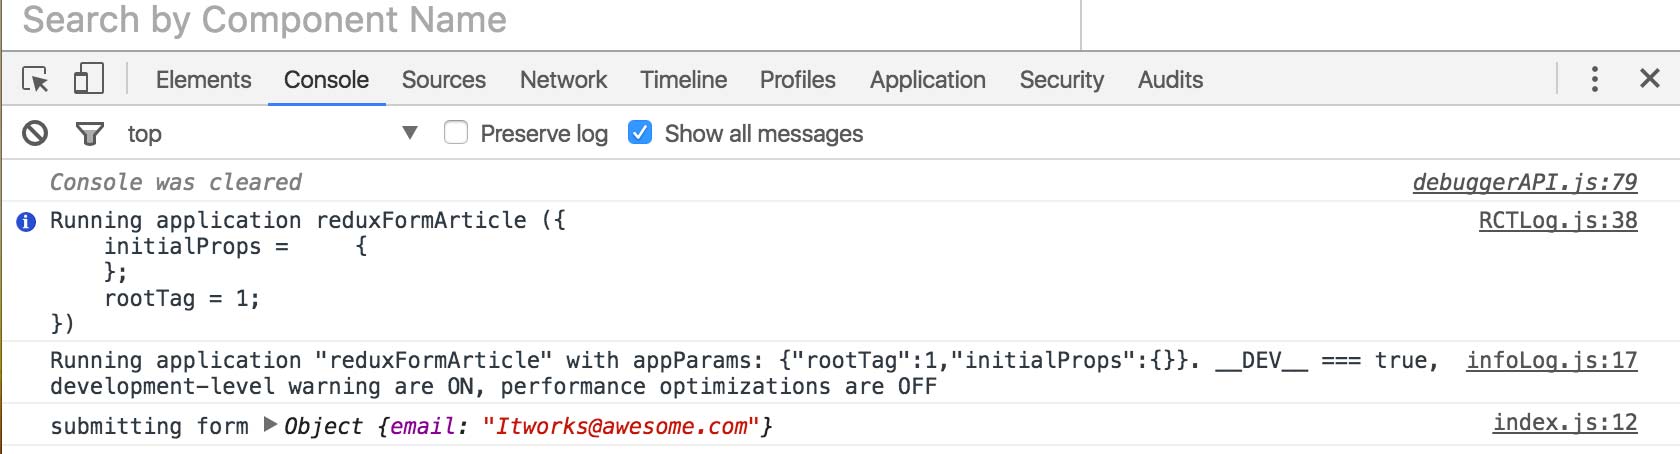 Search by Component Name
Elements Console Sources Network Timeline Profiles Application Security Audits
top Preserve log Show all messages
Console was cleared debuggerAPI.js:79
Running application reduxFormArticle ({ RCTLog.js:38
    initialProps =     {
    };
    rootTag = 1;
})
Running application "reduxFormArticle" with appParams: {"rootTag":1,"initialProps":{}}. __DEV__ === true, infoLog.js:17
development-level warning are ON, performance optimizations are OFF
submitting form Object {email: "Itworks@awesome.com"} index.js:12